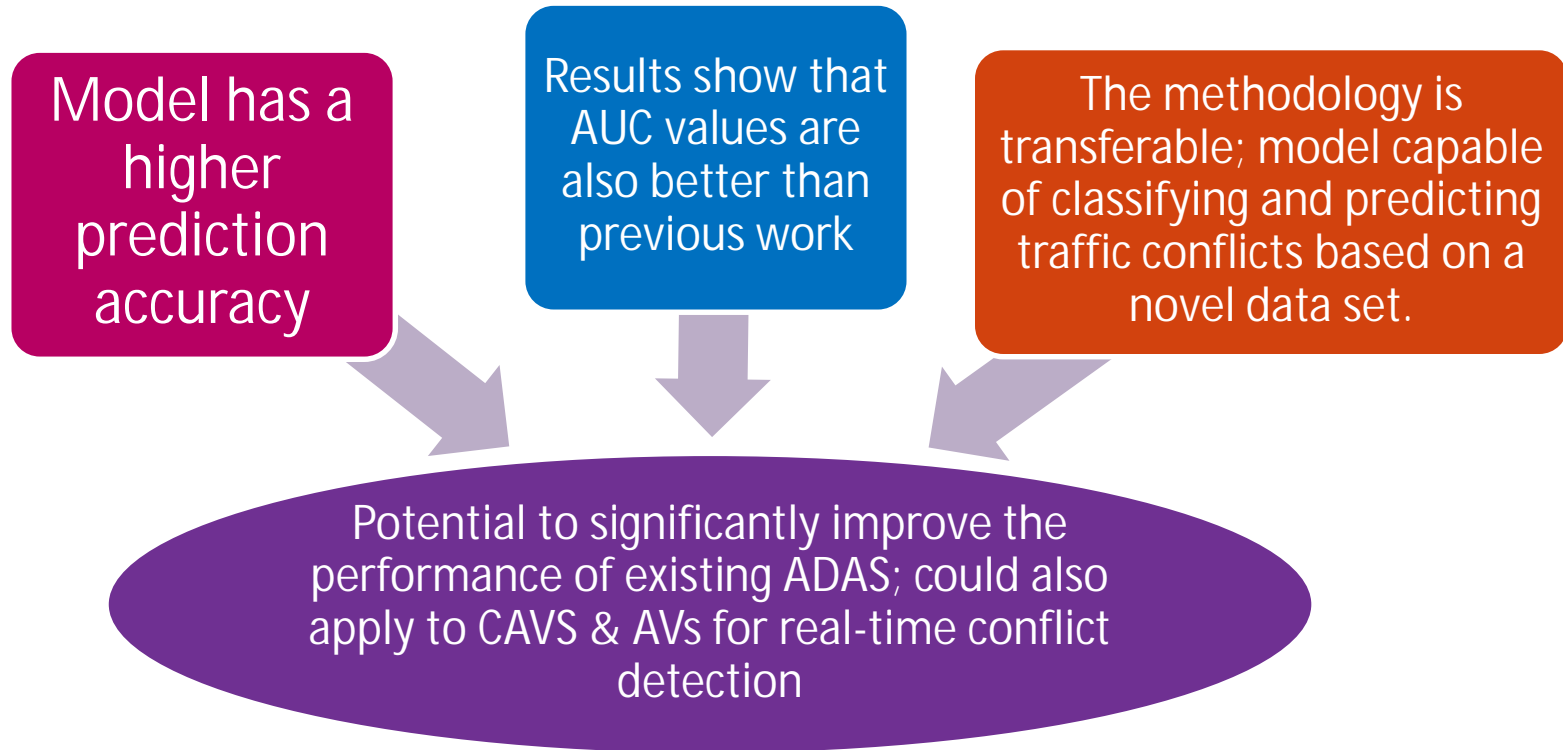 Model has a
higher
prediction
accuracy
Results show that
AUC values are
also better than
previous work
The methodology is
transferable; model capable
of classifying and predicting
traffic conflicts based on a
novel data set.
Potential to significantly improve the
performance of existing ADAS; could also
apply to CAVS & AVs for real-time conflict
detection